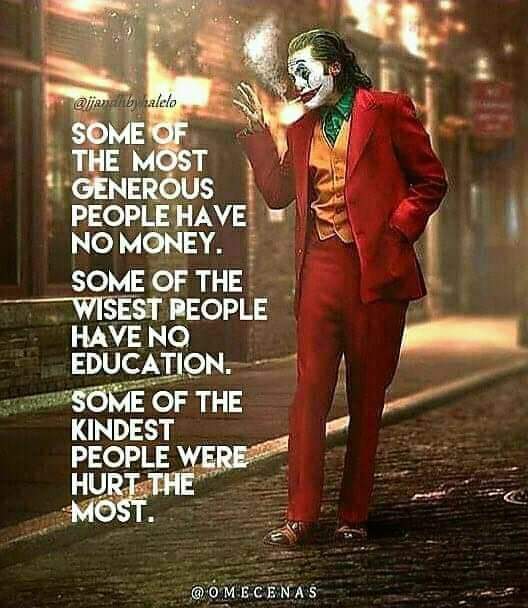 SOME OF
THE MOST
GENEROUS
PEOPLE HAVE
NO MONEY.
SOME OF THE
WISEST PEOPLE
HAVE NO
EDUCATION.
SOME OF THE
KINDEST
PEOPLE WERE
HURT THE
MOST.
@OMECENAS